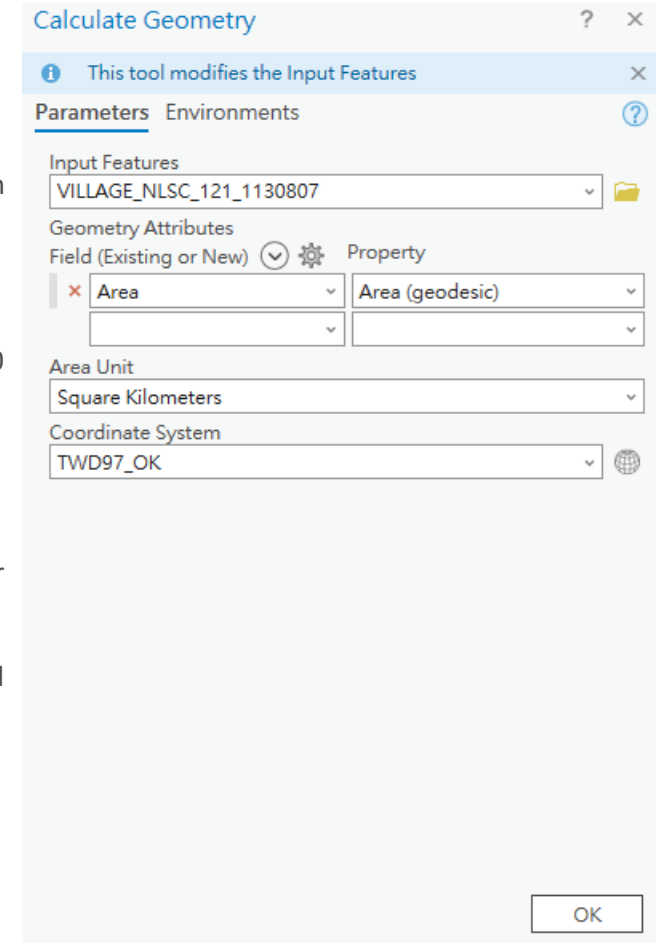 Calculate Geometry ? ×
This tool modifies the Input Features ×
Parameters Environments ?
Input Features
VILLAGE_NLSC_121_1130807
Geometry Attributes
Field (Existing or New) Property
× Area Area (geodesic)
Area Unit
Square Kilometers
Coordinate System
TWD97_OK
OK